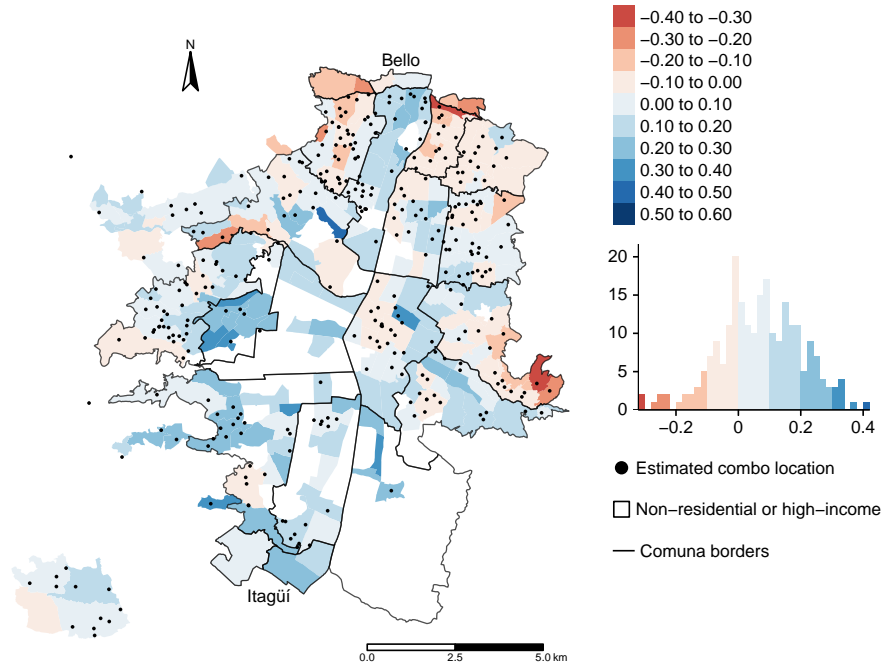 N
Bello
Itagüí
0.0 2.5 5.0 km
−0.40 to −0.30
−0.30 to −0.20
−0.20 to −0.10
−0.10 to 0.00
0.00 to 0.10
0.10 to 0.20
0.20 to 0.30
0.30 to 0.40
0.40 to 0.50
0.50 to 0.60
20
15
10
5
0
−0.2 0 0.2 0.4
Estimated combo location
Non−residential or high−income
Comuna borders